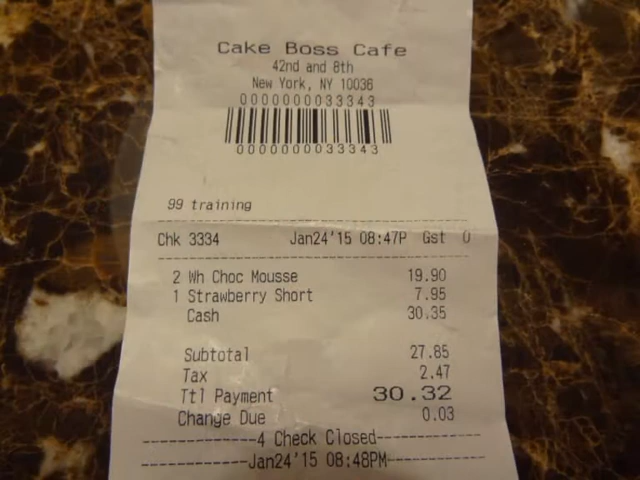 Cake Boss Cafe
42nd and 8th
New York, NY 10036
0000000033343
0000000033343
99 training
Chk 3334 Jan24'15 08:47P Gst 0
2 Wh Choc Mousse 19.90
1 Strawberry Short 7.95
Cash 30.35
Subtotal 27.85
Tax 2.47
Ttl Payment 30.32
Change Due 0.03
----------4 Check Closed----------
----------Jan24'15 08:48PM----------